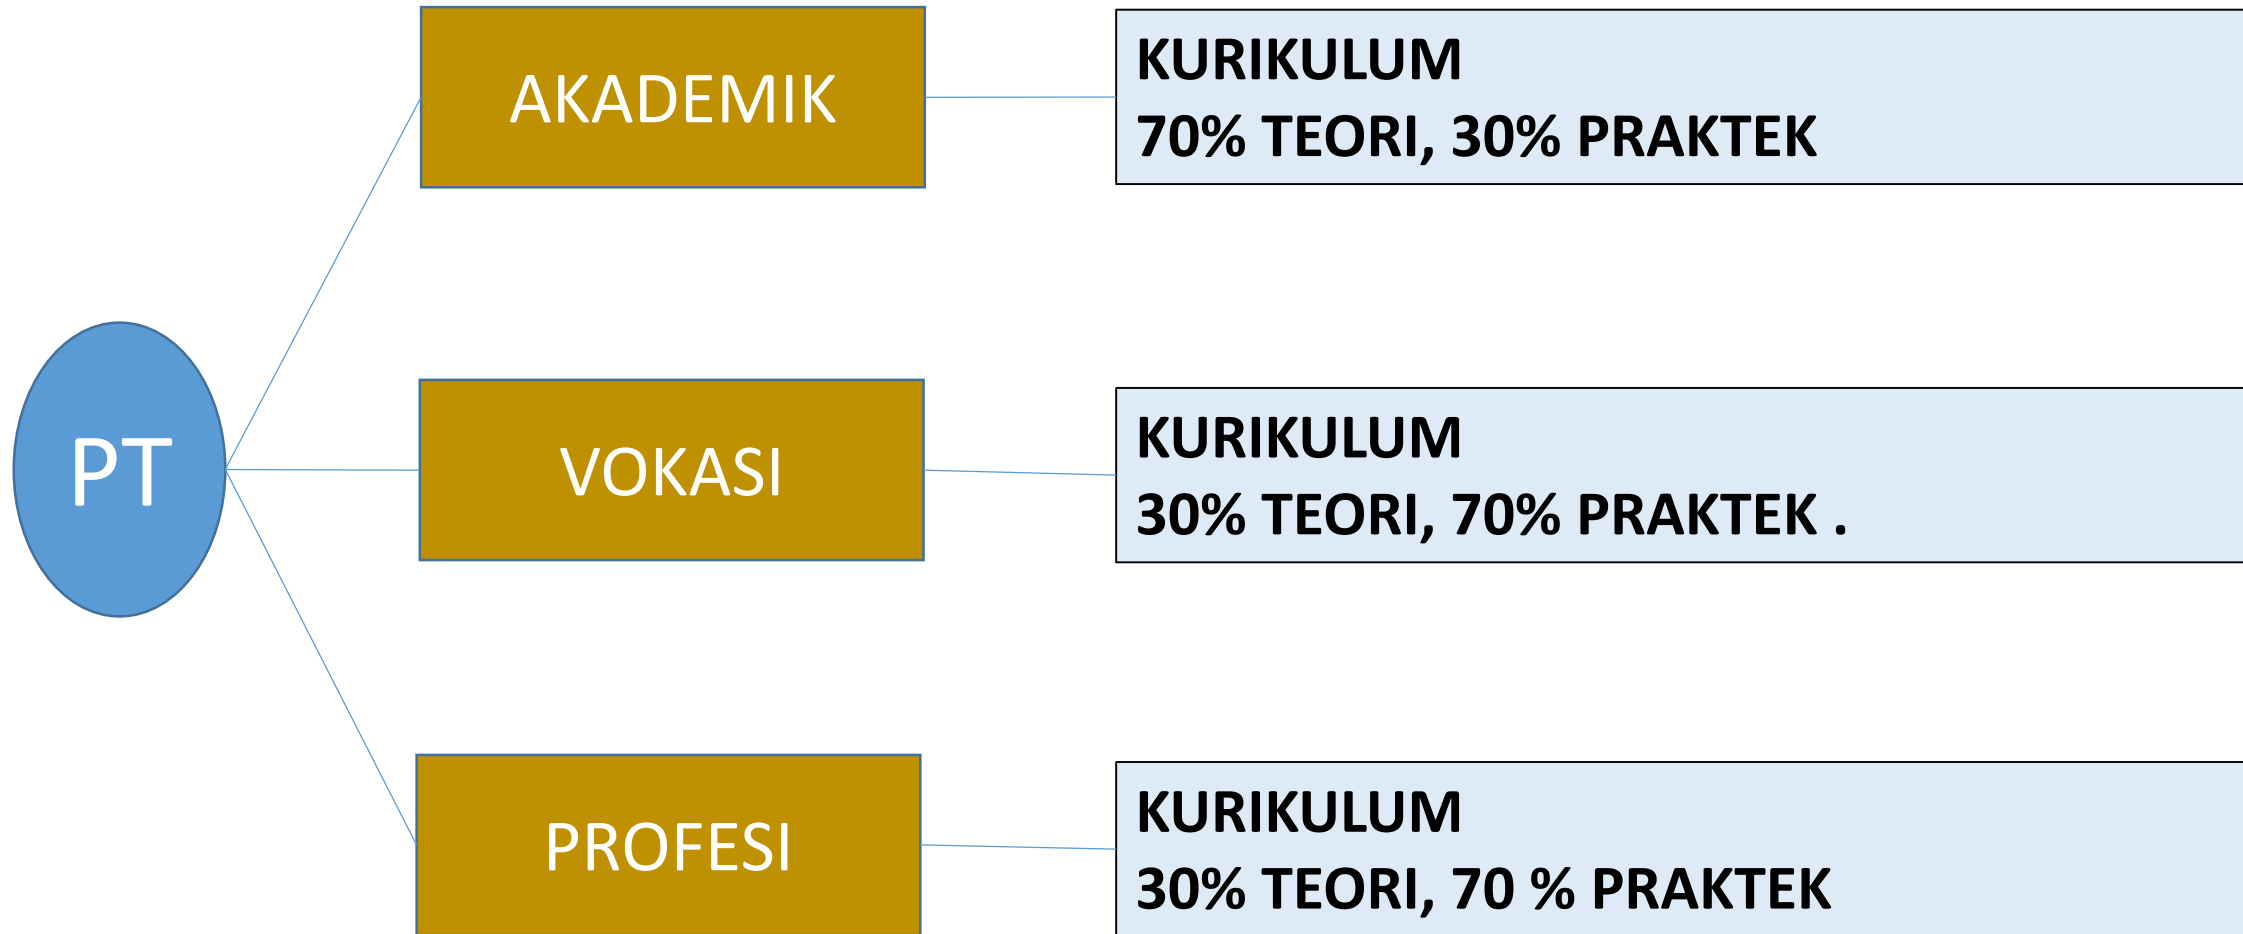 PT
AKADEMIK
KURIKULUM
70% TEORI, 30% PRAKTEK
VOKASI
KURIKULUM
30% TEORI, 70% PRAKTEK .
PROFESI
KURIKULUM
30% TEORI, 70 % PRAKTEK